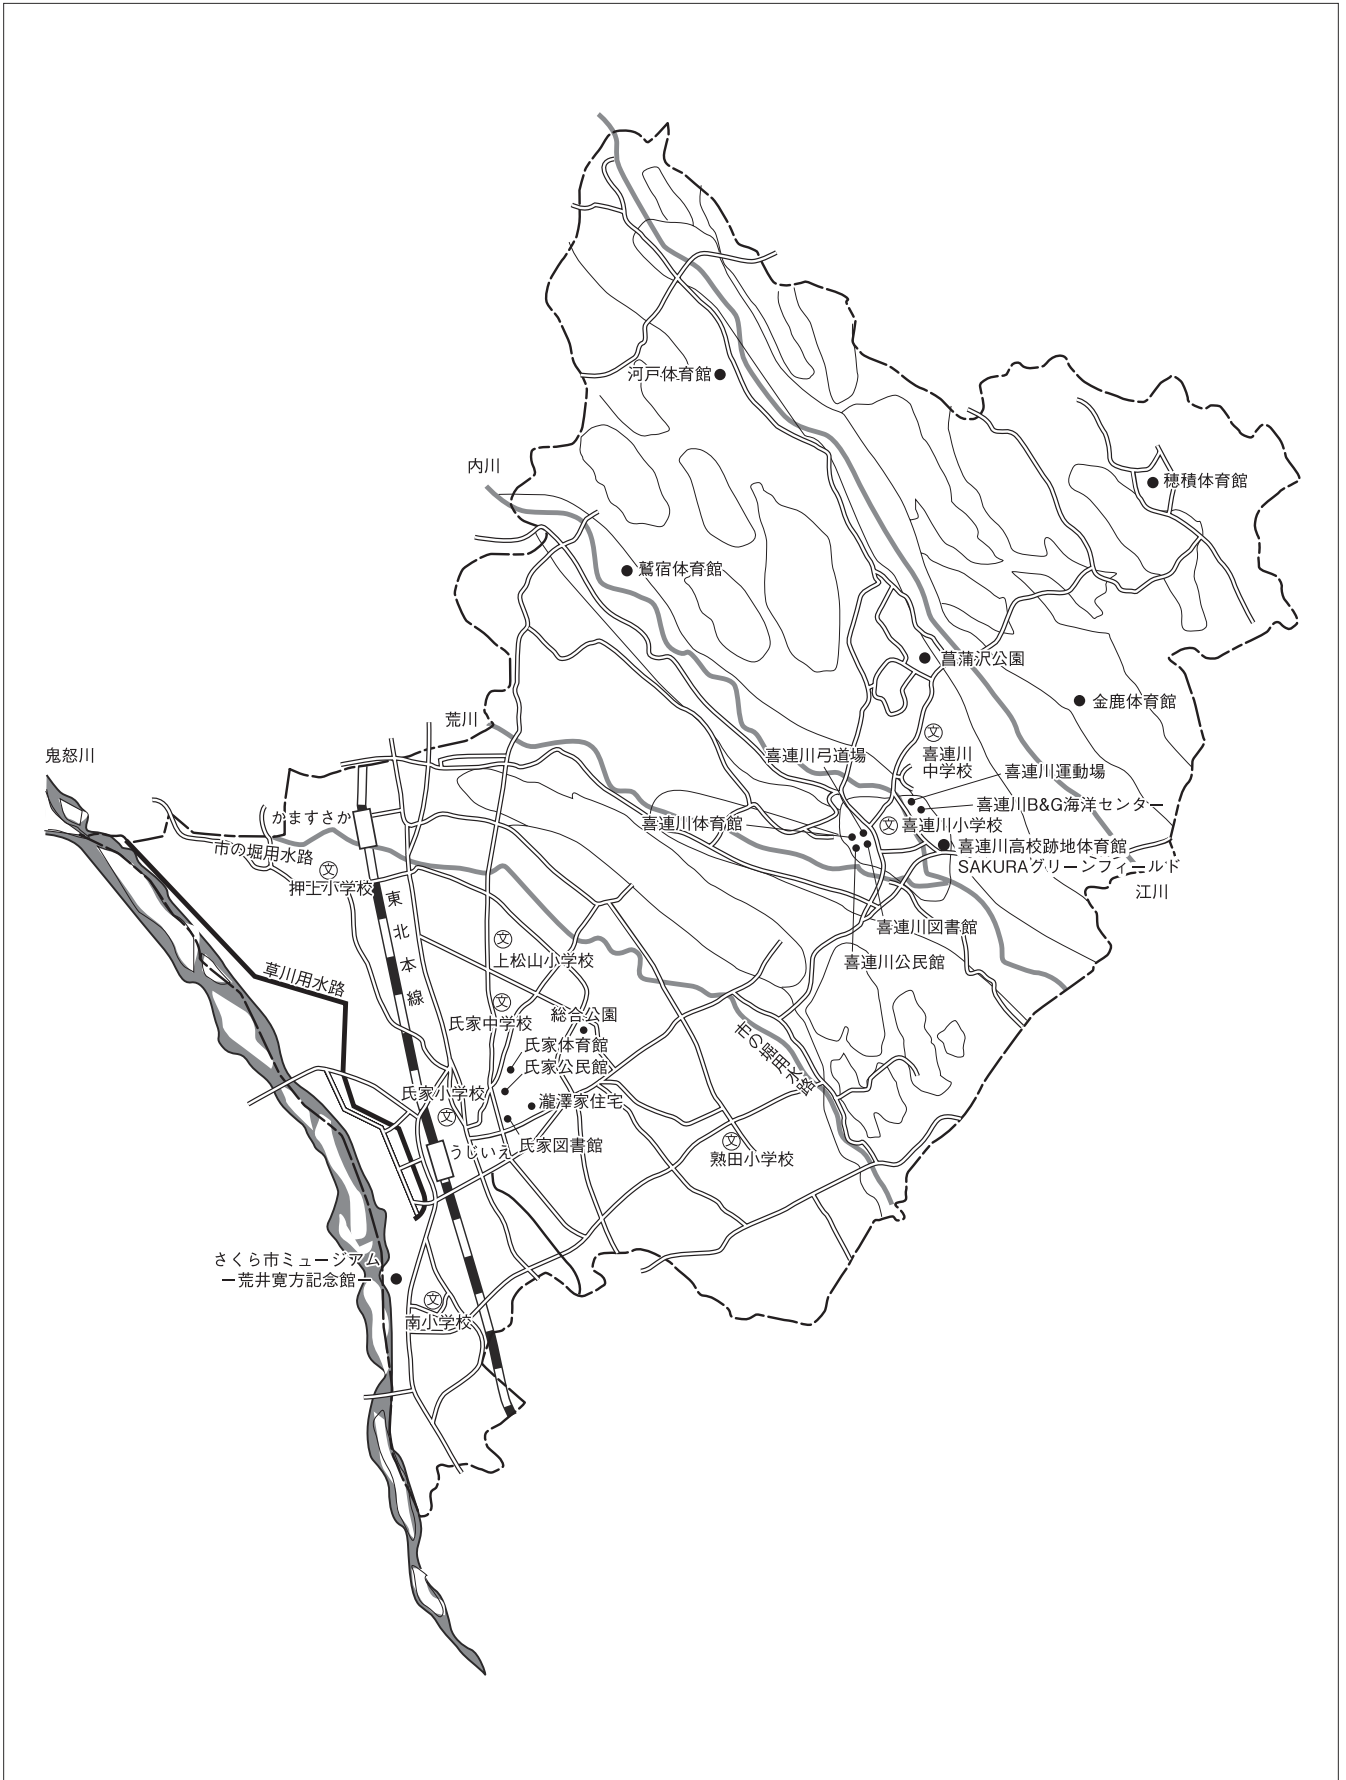 河戸体育館
内川
穂積体育館
鷲宿体育館
菖蒲沢公園
金鹿体育館
荒川
鬼怒川
喜連川弓道場
喜連川
中学校
喜連川運動場
喜連川B&G海洋センター
かますさか
喜連川体育館
喜連川小学校
市の堀用水路
喜連川高校跡地体育館
SAKURAグリーンフィールド
押上小学校
江川
東北本線
喜連川図書館
上松山小学校
喜連川公民館
草川用水路
氏家中学校
総合公園
市の堀用水路
氏家体育館
氏家公民館
氏家小学校
瀧澤家住宅
うじいえ
氏家図書館
熟田小学校
さくら市ミュージアム
ー荒井寛方記念館ー
南小学校
文
文
文
文
文
文
文
文